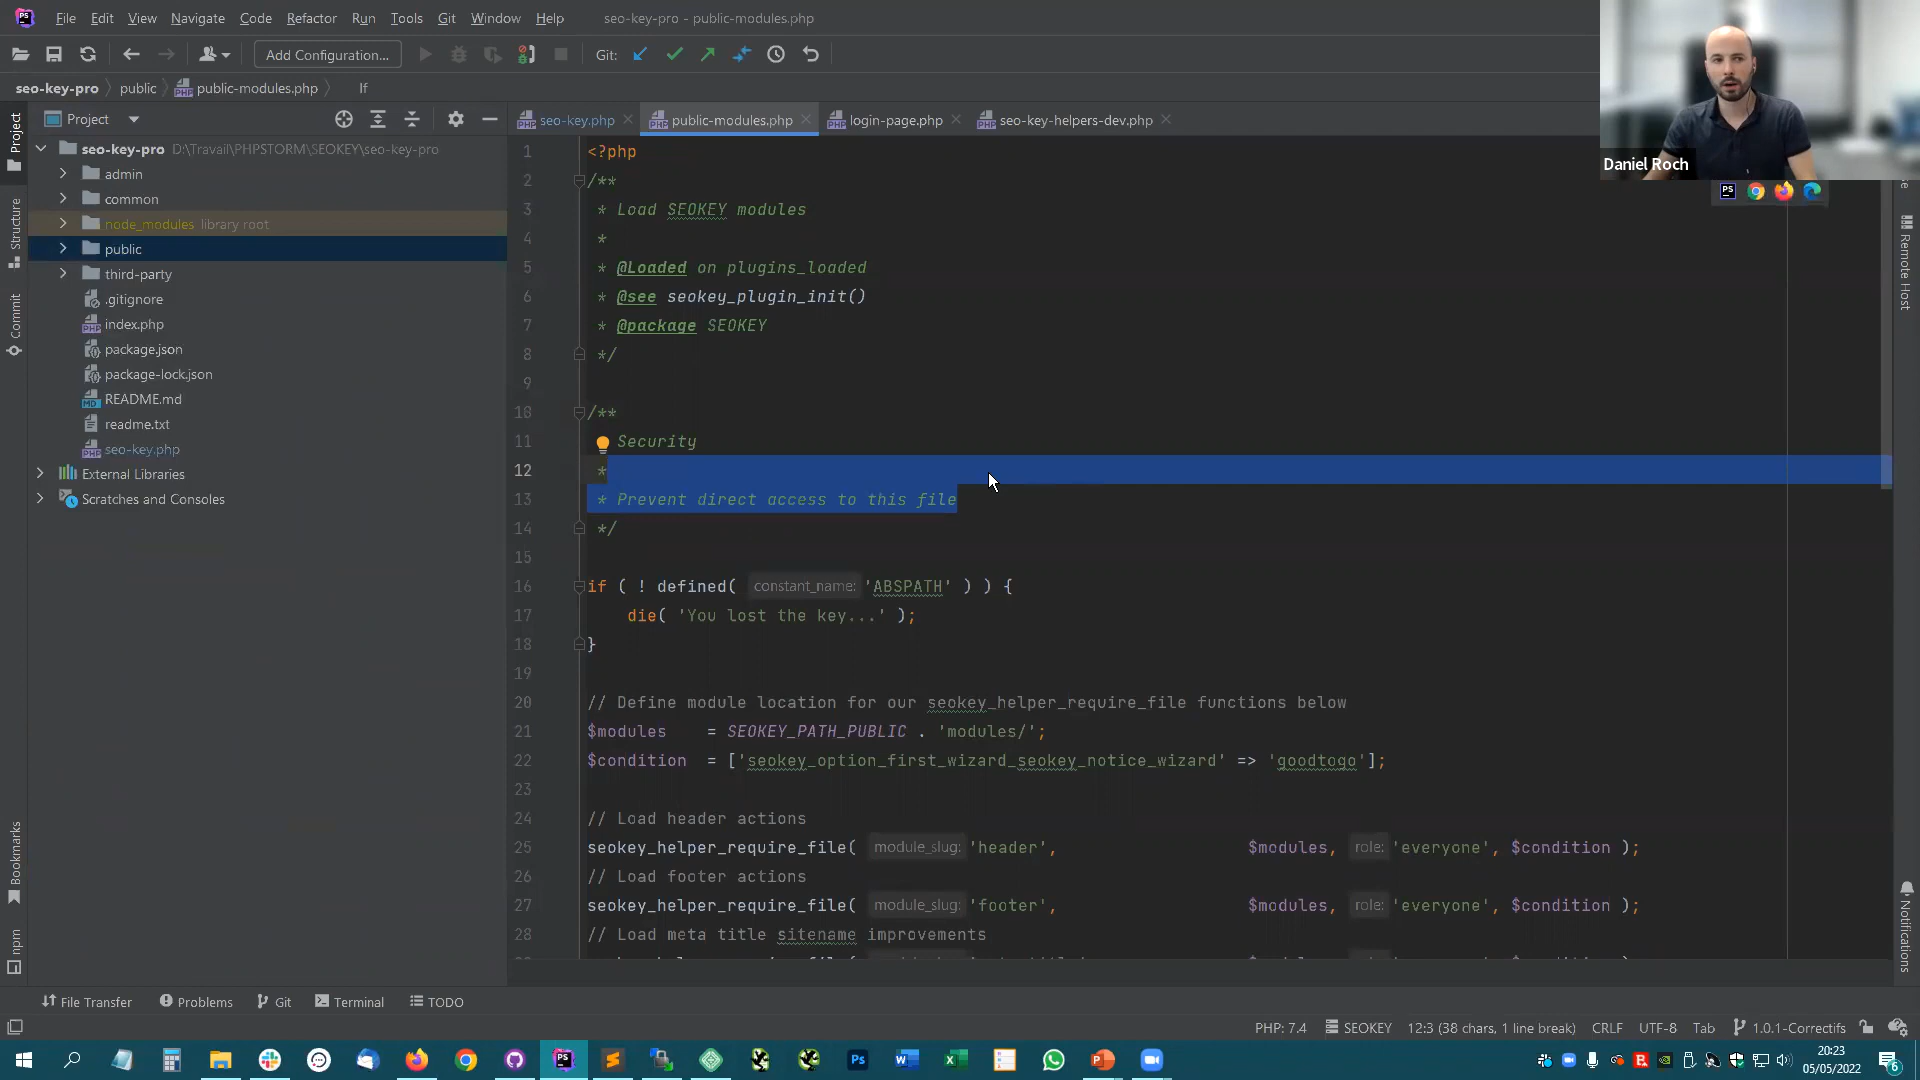 File Edit View Navigate Code Refactor Run Tools Git Window Help seo-key-pro - public-modules.php
Add Configuration... Git:
seo-key-pro public public-modules.php If
Daniel Roch
Project
seo-key.php public-modules.php login-page.php seo-key-helpers-dev.php
seo-key-pro D:\Travail\PHPSTORM\SEOKEY\seo-key-pro
admin
common
node_modules library root
public
third-party
.gitignore
index.php
package.json
package-lock.json
README.md
readme.txt
seo-key.php
External Libraries
Scratches and Consoles
Project
Structure
Commit
Bookmarks
npm
1 <?php
2 /**
3 * Load SEOKEY modules
4 *
5 * @Loaded on plugins_loaded
6 * @see seokey_plugin_init()
7 * @package SEOKEY
8 */
9
10 /**
11 Security
12 *
13 * Prevent direct access to this file
14 */
15
16 if ( ! defined( constant_name: 'ABSPATH' ) ) {
17 die( 'You lost the key...' );
18 }
19
20 // Define module location for our seokey_helper_require_file functions below
21 $modules = SEOKEY_PATH_PUBLIC . 'modules/';
22 $condition = ['seokey_option_first_wizard_seokey_notice_wizard' => 'goodtogo'];
23
24 // Load header actions
25 seokey_helper_require_file( module_slug: 'header', $modules, role: 'everyone', $condition );
26 // Load footer actions
27 seokey_helper_require_file( module_slug: 'footer', $modules, role: 'everyone', $condition );
28 // Load meta title sitename improvements
Remote Host
Notifications
File Transfer Problems Git Terminal TODO
PHP: 7.4 SEOKEY 12:3 (38 chars, 1 line break) CRLF UTF-8 Tab 1.0.1-Correctifs
20:23
05/05/2022
6